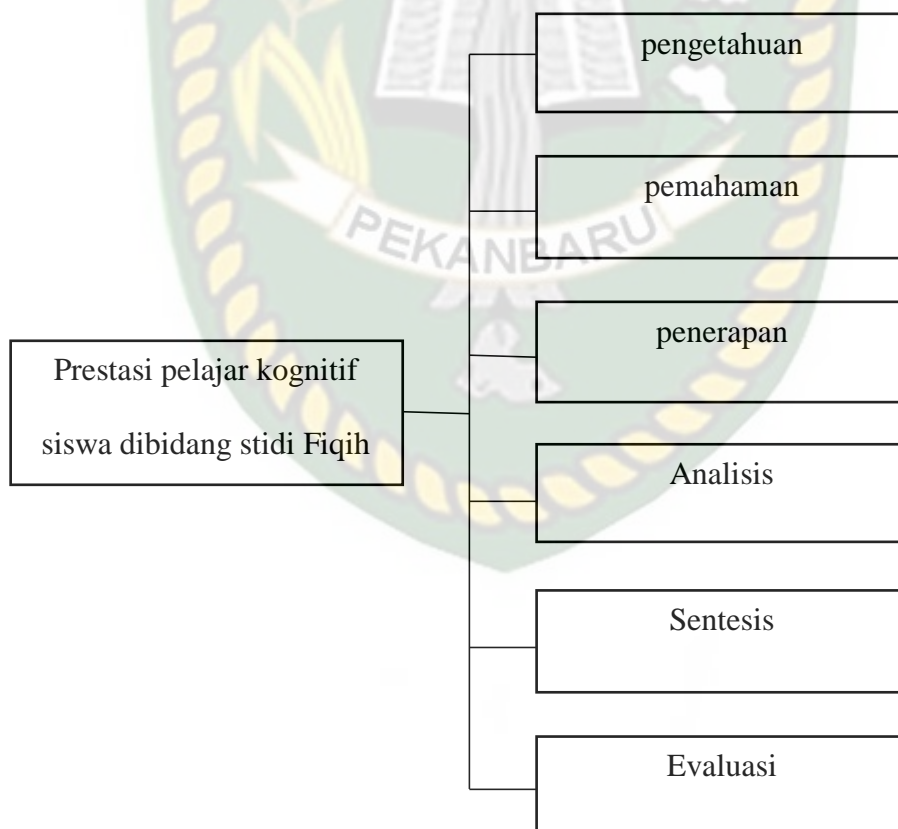 pengetahuan
pemahaman
PEKANBARU
penerapan
Prestasi pelajar kognitif
siswa dibidang stidi Fiqih
Analisis
Sentesis
Evaluasi